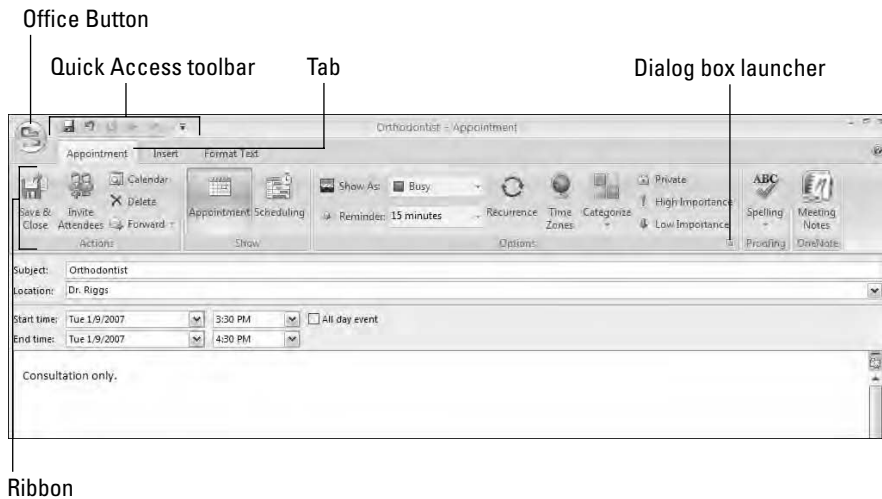 Office Button
Quick Access toolbar
Tab
Dialog box launcher
Orthodontist - Appointment
Appointment Insert Format Text
Save & Close
Invite Attendees
Calendar
Delete
Forward
Actions
Appointment
Scheduling
Show
Show As: Busy
Reminder: 15 minutes
Recurrence
Time Zones
Categorize
Private
High Importance
Low Importance
Options
ABC
Spelling
Proofing
Meeting Notes
OneNote
Subject: Orthodontist
Location: Dr. Riggs
Start time: Tue 1/9/2007 3:30 PM All day event
End time: Tue 1/9/2007 4:30 PM
Consultation only.
Ribbon